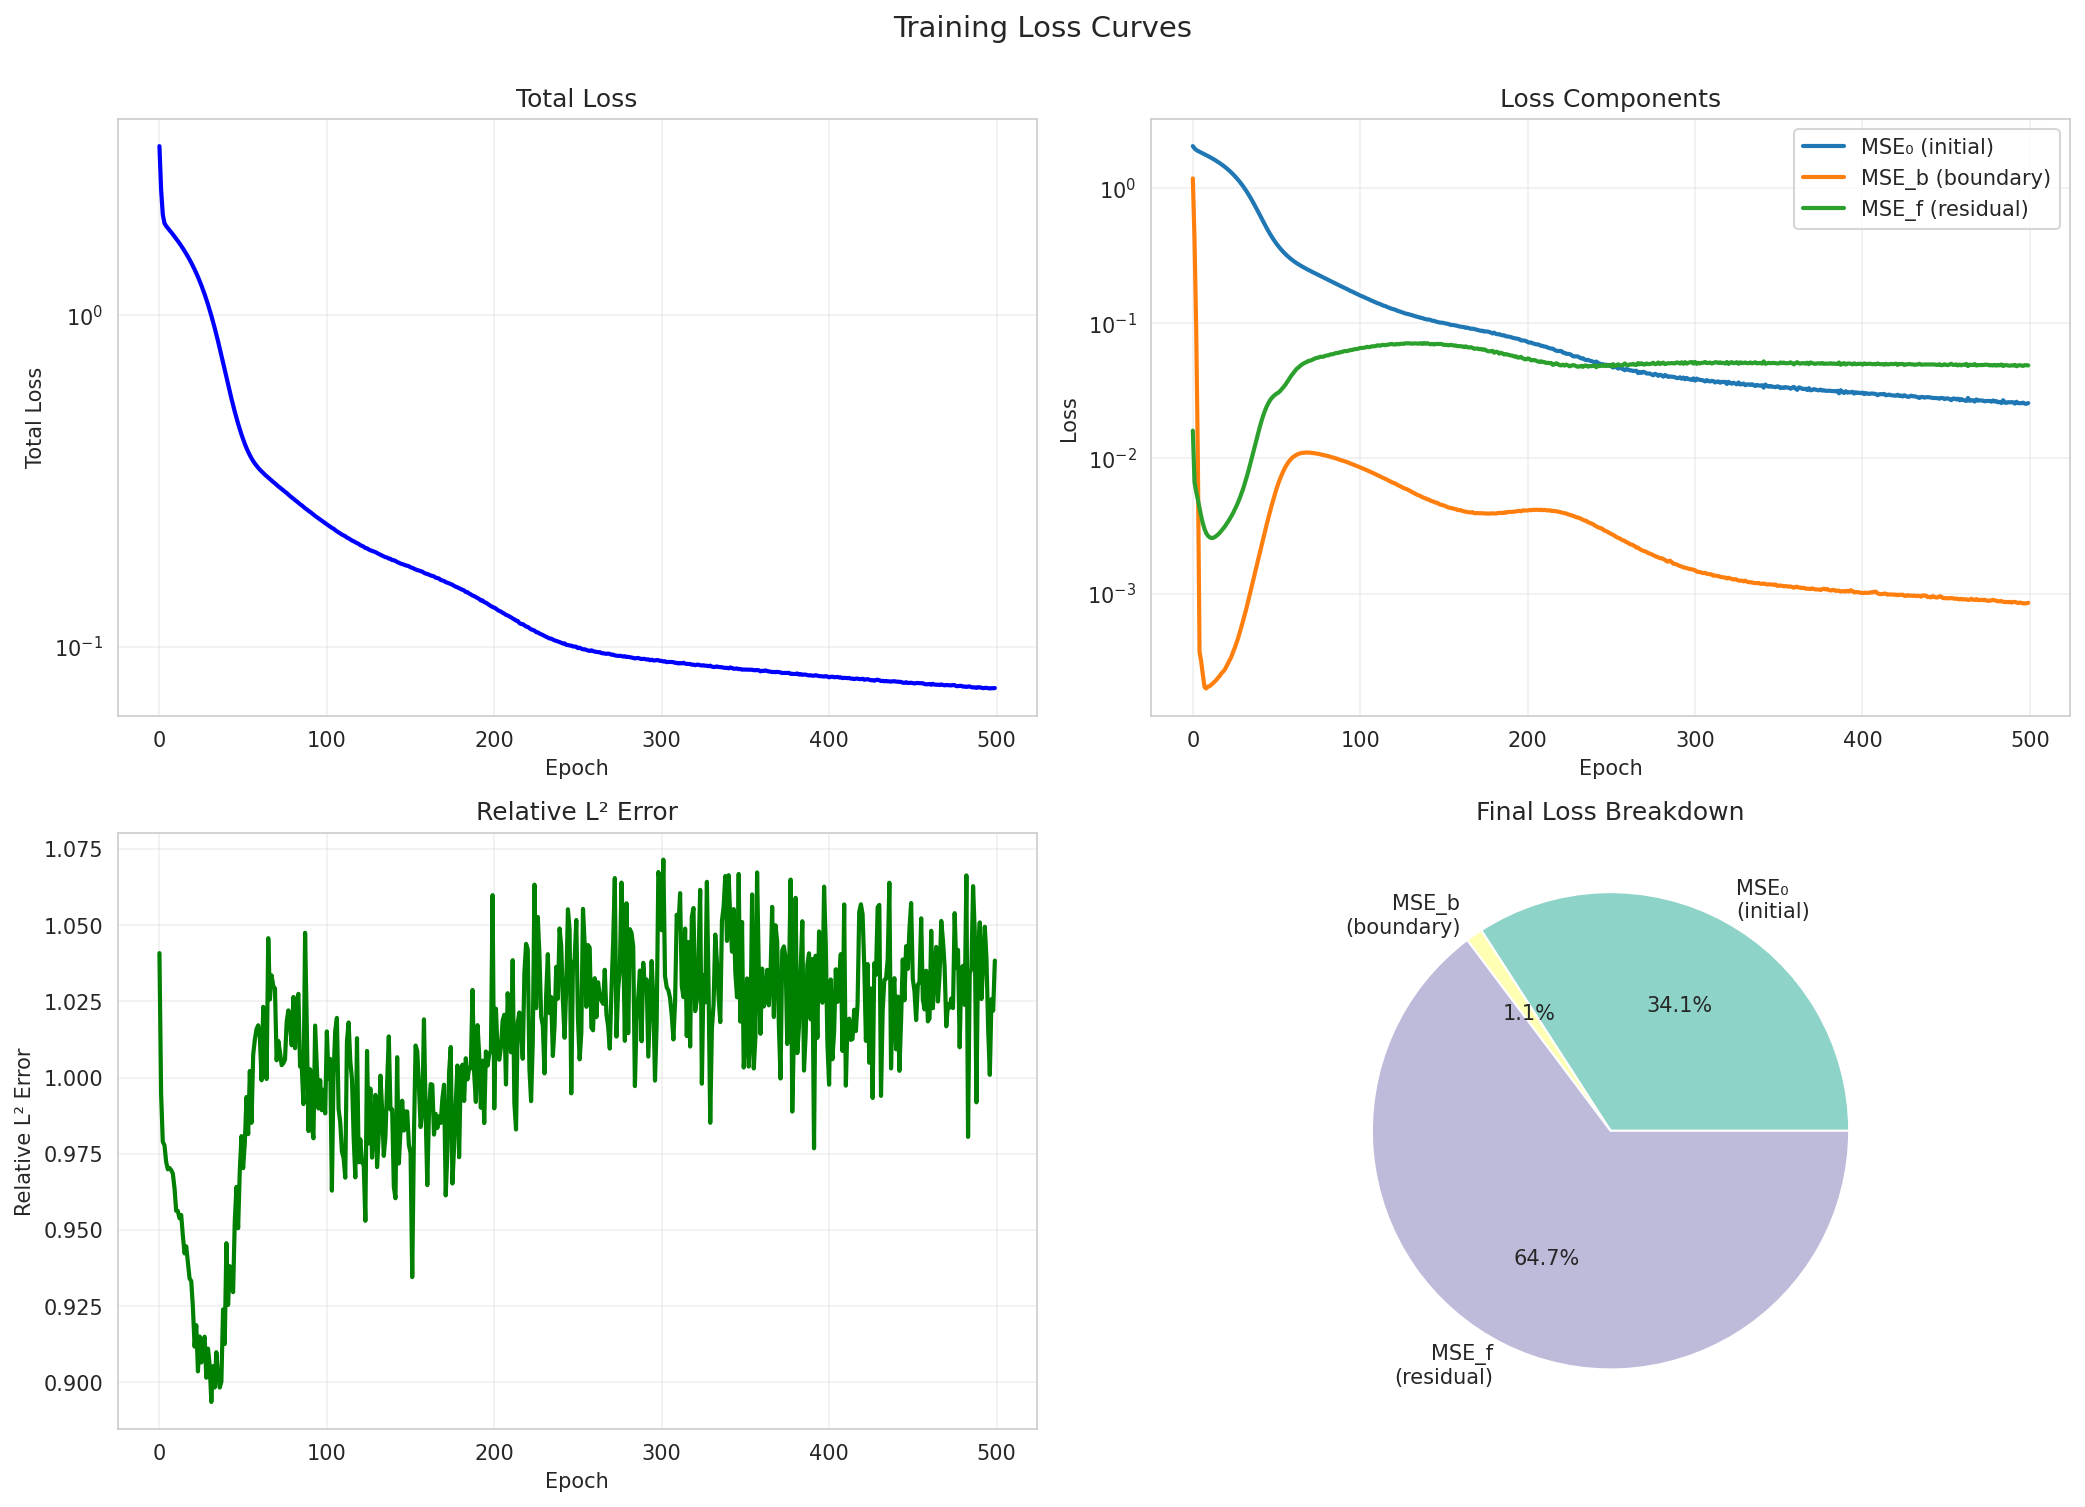 Training Loss Curves
Total Loss
Total Loss
10⁰
10⁻¹
0 100 200 300 400 500
Epoch
Loss Components
Loss
10⁰
10⁻¹
10⁻²
10⁻³
MSE₀ (initial)
MSE_b (boundary)
MSE_f (residual)
0 100 200 300 400 500
Epoch
Relative L² Error
Relative L² Error
1.075
1.050
1.025
1.000
0.975
0.950
0.925
0.900
0 100 200 300 400 500
Epoch
Final Loss Breakdown
MSE₀
(initial)
MSE_b
(boundary)
34.1%
1.1%
64.7%
MSE_f
(residual)